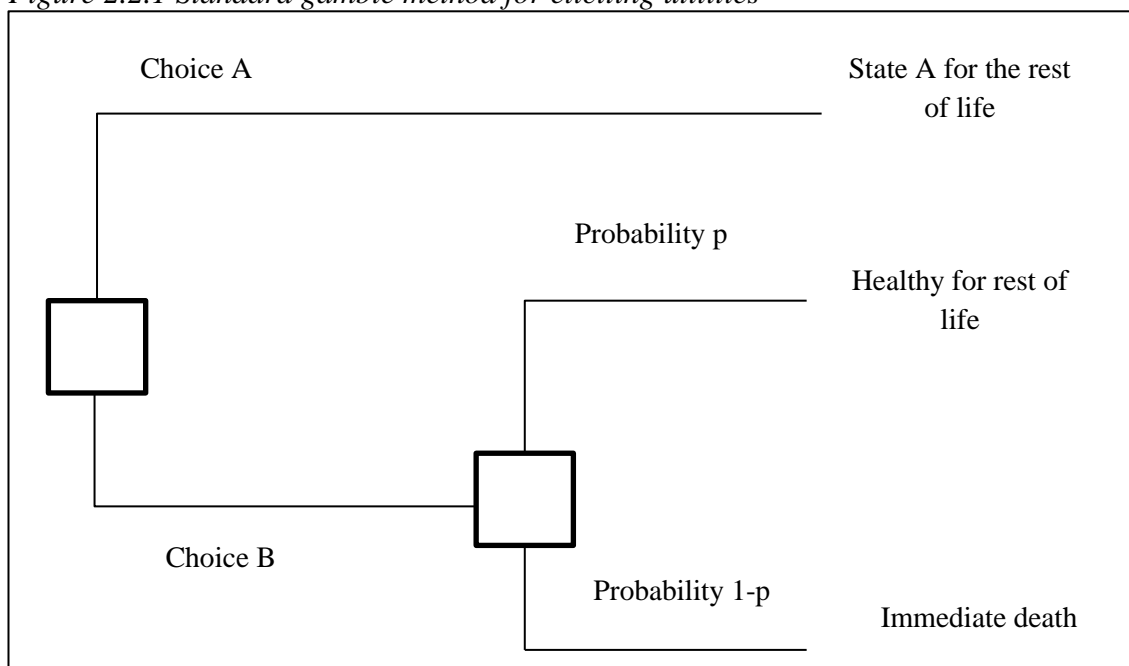 Figure 2.2.1 Standard gamble method for eliciting utilities
Choice A
State A for the rest
of life
Probability p
Healthy for rest of
life
Choice B
Probability 1-p
Immediate death